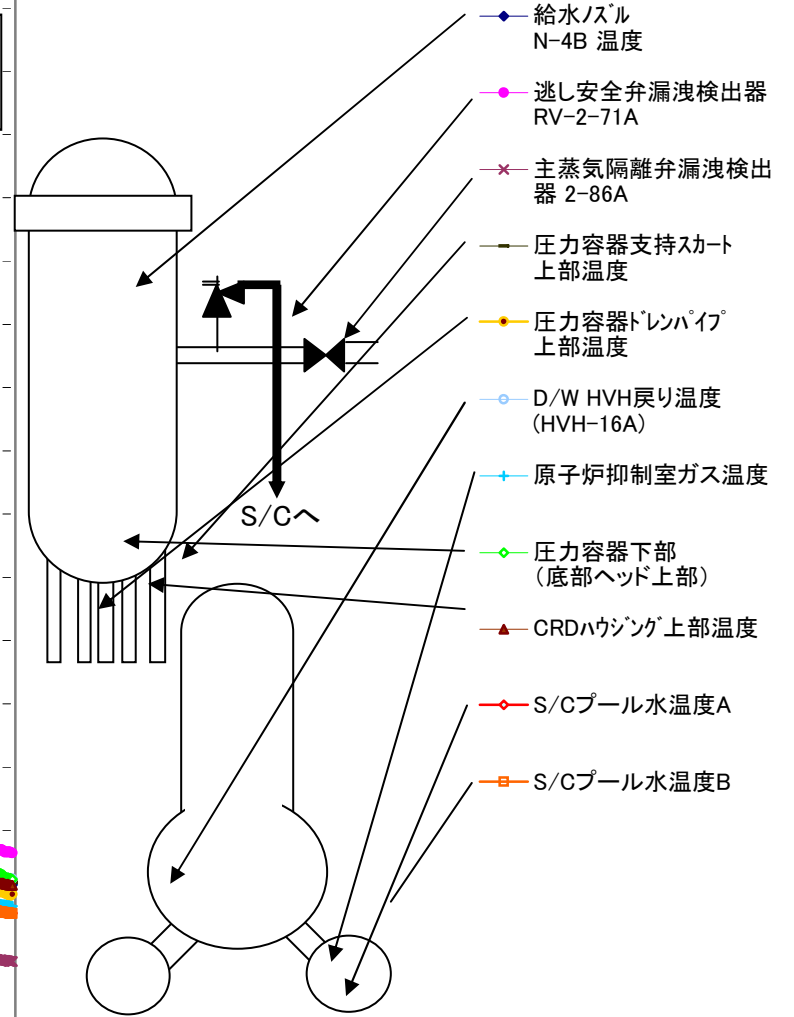 給水ノズル
N-4B 温度
逃し安全弁漏洩検出器
RV-2-71A
主蒸気隔離弁漏洩検出
器 2-86A
圧力容器支持スカート
上部温度
圧力容器ドレンパイプ
上部温度
D/W HVH戻り温度
(HVH-16A)
原子炉抑制室ガス温度
S/Cへ
圧力容器下部
（底部ヘッド上部）
CRDハウジング上部温度
S/Cプール水温度A
S/Cプール水温度B